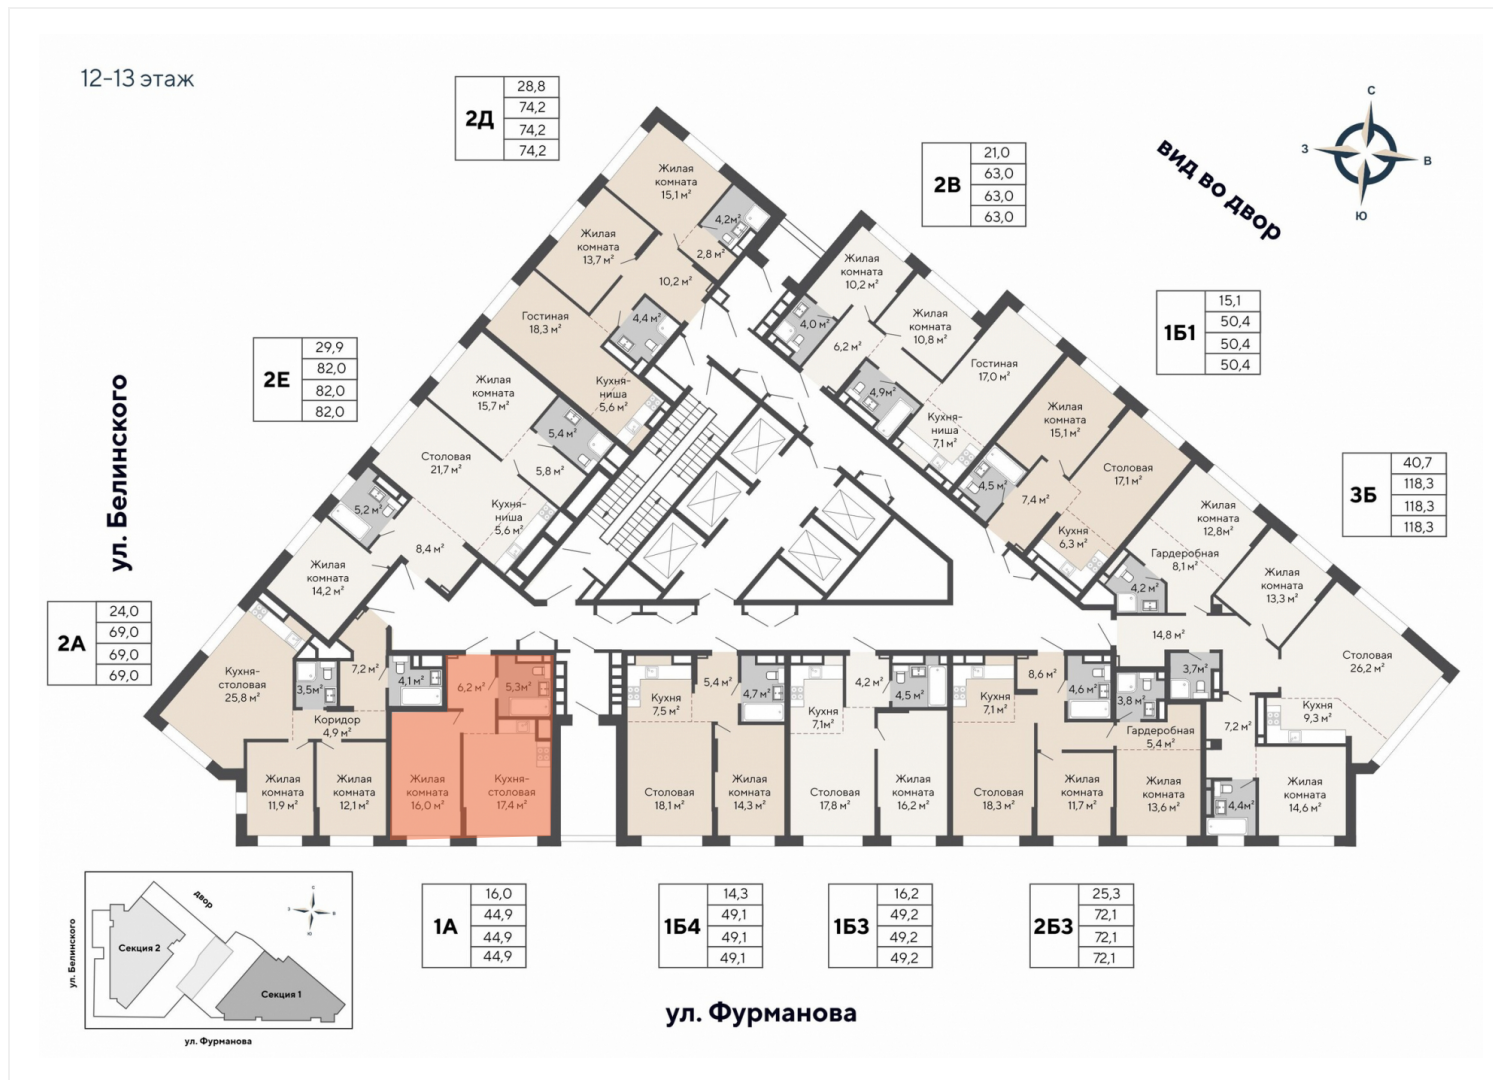 12-13 этаж
2Д
28,8
74,2
74,2
74,2
2В
21,0
63,0
63,0
63,0
С
З
В
Ю
вид во двор
1Б1
15,1
50,4
50,4
50,4
2Е
29,9
82,0
82,0
82,0
3Б
40,7
118,3
118,3
118,3
ул. Белинского
2А
24,0
69,0
69,0
69,0
Жилая
комната
15,1 м²
4,2м²
2,8 м²
Жилая
комната
13,7 м²
10,2 м²
Гостиная
18,3 м²
4,4 м²
Кухня-
ниша
5,6 м²
Жилая
комната
15,7 м²
5,4 м²
5,8 м²
Столовая
21,7 м²
Кухня-
ниша
5,6 м²
5,2 м²
8,4 м²
Жилая
комната
14,2 м²
Жилая
комната
10,2 м²
4,0 м²
6,2 м²
Жилая
комната
10,8 м²
4,9м²
Гостиная
17,0 м²
Кухня-
ниша
7,1 м²
Жилая
комната
15,1 м²
4,5 м²
7,4 м²
Столовая
17,1 м²
Кухня
6,3 м²
Жилая
комната
12,8м²
Гардеробная
8,1 м²
4,2 м²
Жилая
комната
13,3 м²
14,8 м²
Столовая
26,2 м²
3,7м²
Кухня
9,3 м²
7,2 м²
4,4м²
Жилая
комната
14,6 м²
Кухня-
столовая
25,8 м²
3,5м²
7,2 м²
4,1 м²
Коридор
4,9 м²
Жилая
комната
11,9 м²
Жилая
комната
12,1 м²
6,2 м²
5,3м²
Жилая
комната
16,0 м²
Кухня-
столовая
17,4 м²
Кухня
7,5 м²
5,4 м²
4,7 м²
Столовая
18,1 м²
Жилая
комната
14,3 м²
Кухня
7,1м²
4,2 м²
4,5 м²
Столовая
17,8 м²
Жилая
комната
16,2 м²
Кухня
7,1 м²
8,6 м²
4,6 м²
Столовая
18,3 м²
Жилая
комната
11,7 м²
3,8 м²
Гардеробная
5,4 м²
Жилая
комната
13,6 м²
1А
16,0
44,9
44,9
44,9
1Б4
14,3
49,1
49,1
49,1
1Б3
16,2
49,2
49,2
49,2
2Б3
25,3
72,1
72,1
72,1
ул. Фурманова
двор
С
З
В
Ю
ул. Белинского
Секция 2
Секция 1
ул. Фурманова